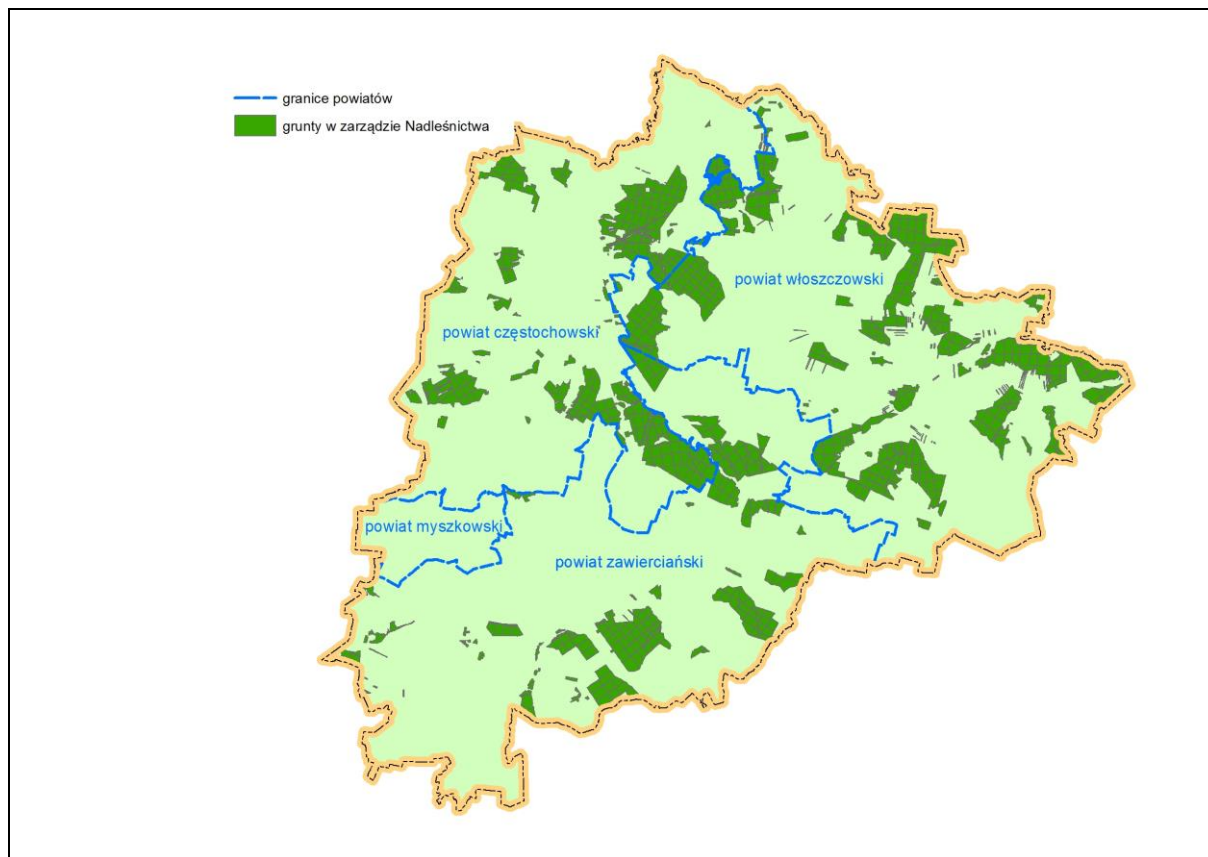 granice powiatów
grunty w zarządzie Nadleśnictwa
powiat włoszczowski
powiat częstochowski
powiat myszkowski
powiat zawierciański